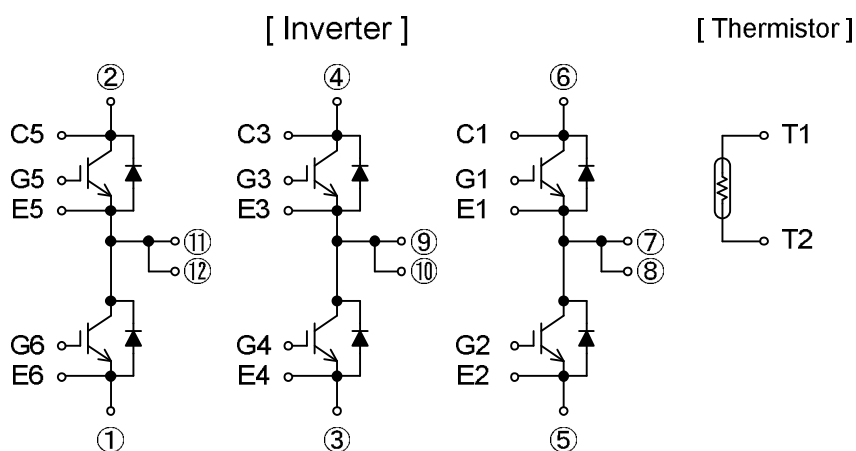 [ Inverter ]
[ Thermistor ]
② ④ ⑥
C5 C3 C1 T1
G5 G3 G1
E5 E3 E1
⑪ ⑨ ⑦ T2
⑫ ⑩ ⑧
G6 G4 G2
E6 E4 E2
① ③ ⑤